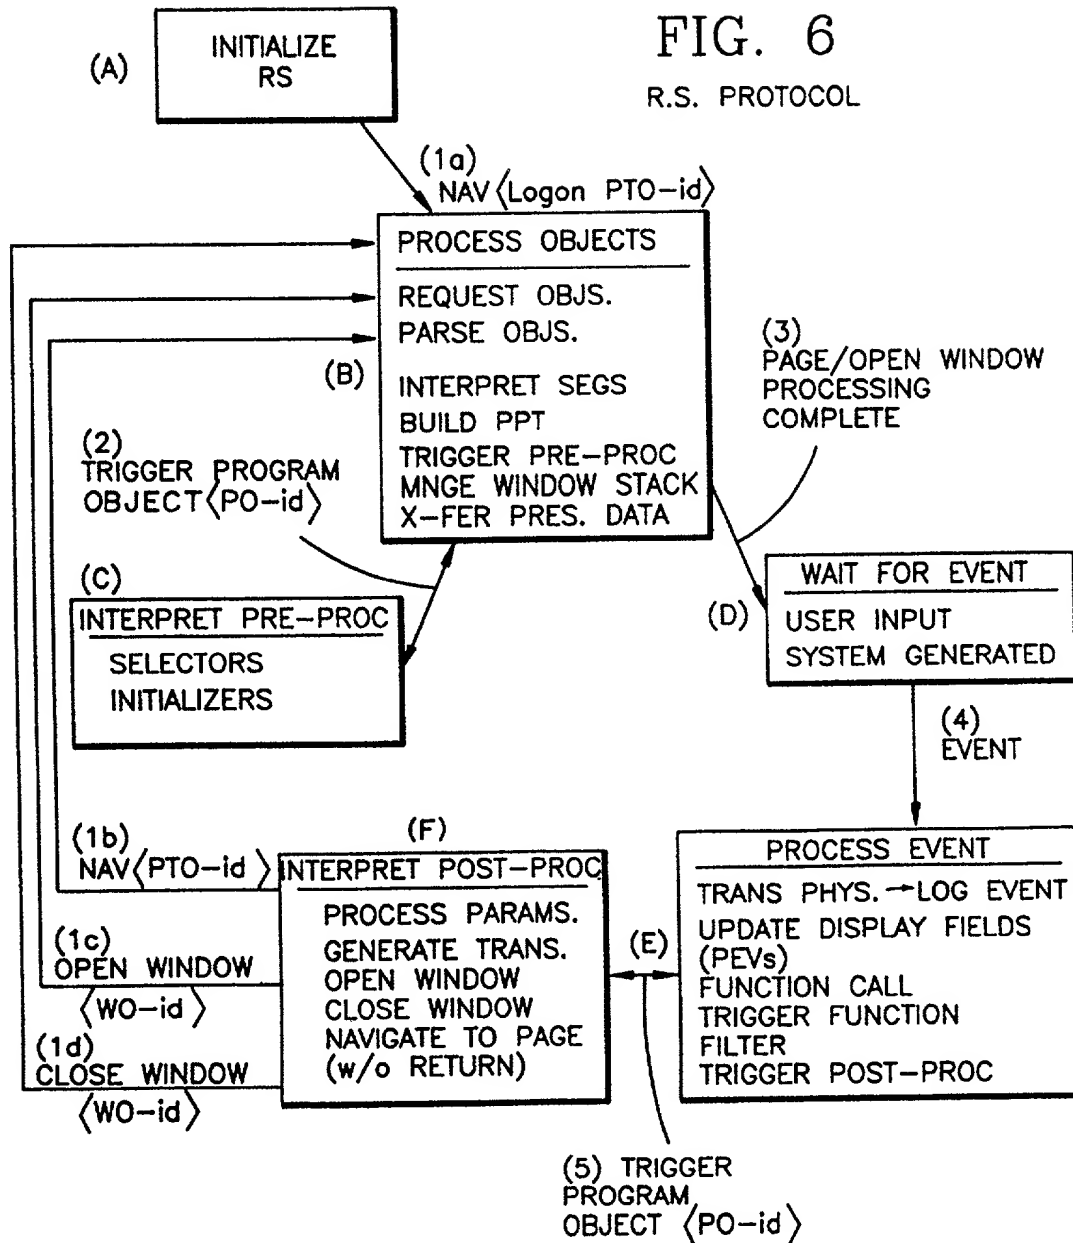 FIG. 6
R.S. PROTOCOL
(A)
INITIALIZE
RS
(1a)
NAV⟨Logon PTO-id⟩
PROCESS OBJECTS
REQUEST OBJS.
PARSE OBJS.
(B)
INTERPRET SEGS
BUILD PPT
TRIGGER PRE-PROC
MNGE WINDOW STACK
X-FER PRES. DATA
(2)
TRIGGER PROGRAM
OBJECT⟨PO-id⟩
(3)
PAGE/OPEN WINDOW
PROCESSING
COMPLETE
(C)
INTERPRET PRE-PROC
SELECTORS
INITIALIZERS
(D)
WAIT FOR EVENT
USER INPUT
SYSTEM GENERATED
(4)
EVENT
(E)
PROCESS EVENT
TRANS PHYS.→LOG EVENT
UPDATE DISPLAY FIELDS
(PEVs)
FUNCTION CALL
TRIGGER FUNCTION
FILTER
TRIGGER POST-PROC
(F)
INTERPRET POST-PROC
PROCESS PARAMS.
GENERATE TRANS.
OPEN WINDOW
CLOSE WINDOW
NAVIGATE TO PAGE
(w/o RETURN)
(1b)
NAV⟨PTO-id⟩
(1c)
OPEN WINDOW
⟨WO-id⟩
(1d)
CLOSE WINDOW
⟨WO-id⟩
(5) TRIGGER
PROGRAM
OBJECT ⟨PO-id⟩